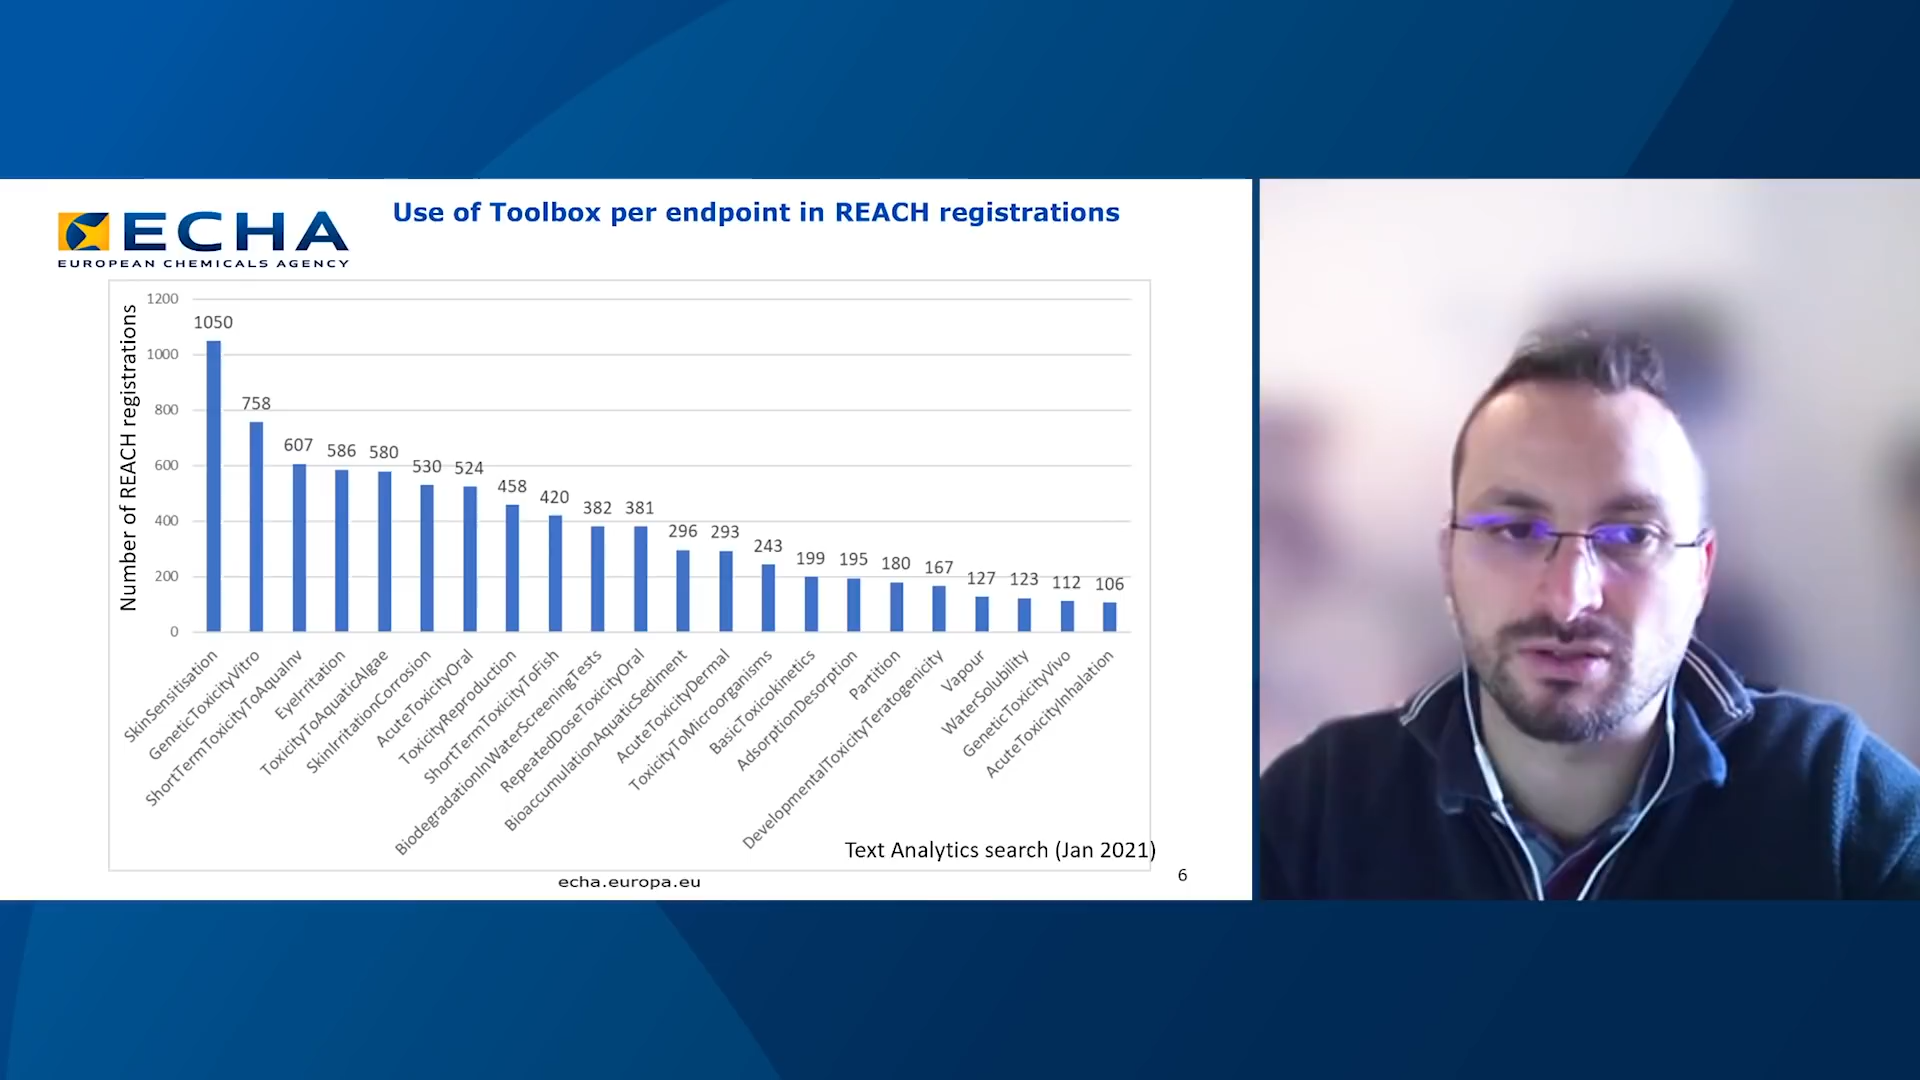 ECHA
EUROPEAN CHEMICALS AGENCY
Use of Toolbox per endpoint in REACH registrations
Number of REACH registrations
1200
1000
800
600
400
200
0
1050
758
607
586
580
530
524
458
420
382
381
296
293
243
199
195
180
167
127
123
112
106
SkinSensitisation
GeneticToxicityVitro
ShortTermToxicityToAquaInv
EyeIrritation
ToxicityToAquaticAlgae
SkinIrritationCorrosion
AcuteToxicityOral
ToxicityReproduction
ShortTermToxicityToFish
BiodegradationInWaterScreeningTests
RepeatedDoseToxicityOral
BioaccumulationAquaticSediment
AcuteToxicityDermal
ToxicityToMicroorganisms
BasicToxicokinetics
AdsorptionDesorption
Partition
DevelopmentalToxicityTeratogenicity
Vapour
WaterSolubility
GeneticToxicityVivo
AcuteToxicityInhalation
Text Analytics search (Jan 2021)
echa.europa.eu
6